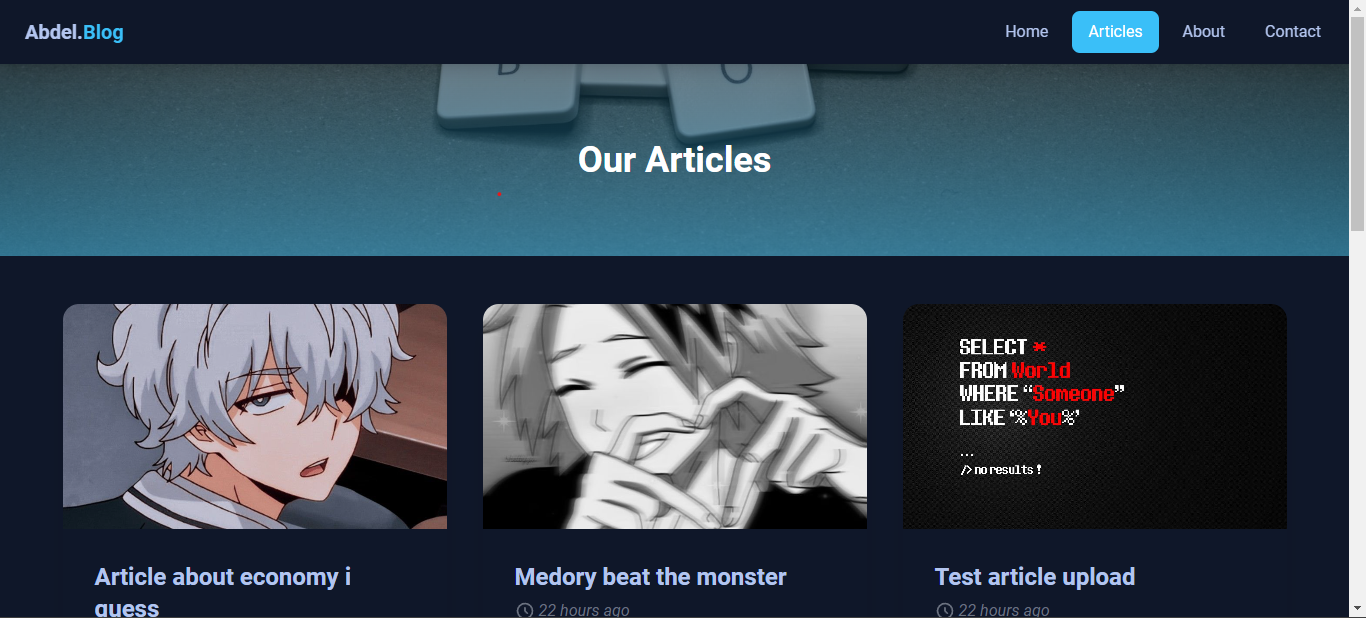 Abdel.Blog
Home
Articles
About
Contact
D
O
Our Articles
SELECT *
FROM World
WHERE “Someone”
LIKE ‘%You%’
...
/> no results !
Article about economy i
guess
Medory beat the monster
22 hours ago
Test article upload
22 hours ago